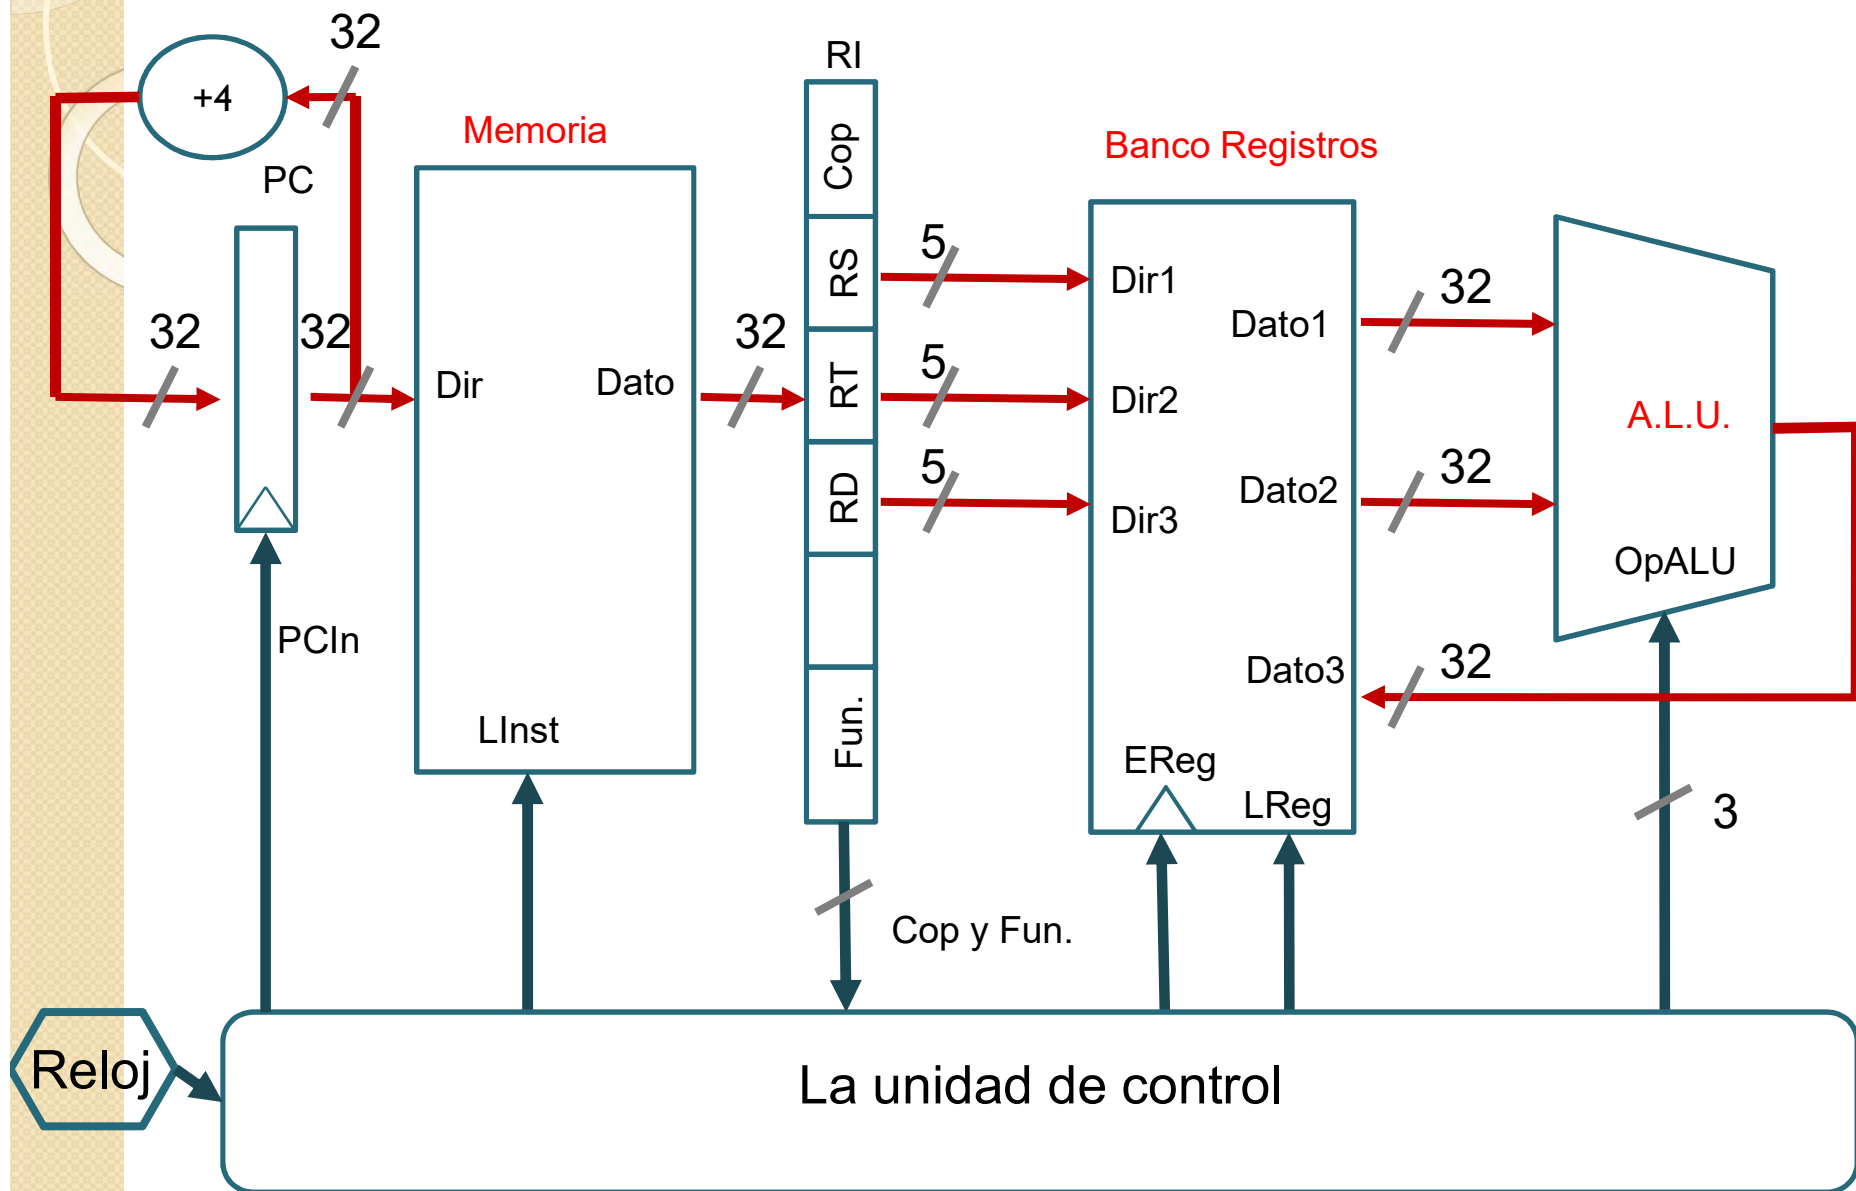 32
+4
PC
32
32
Memoria
Dir
Dato
LInst
PCIn
32
RI
Cop
RS
RT
RD
Fun.
5
5
5
Banco Registros
Dir1
Dir2
Dir3
Dato1
Dato2
Dato3
EReg
LReg
32
32
32
A.L.U.
OpALU
3
Cop y Fun.
Reloj
La unidad de control